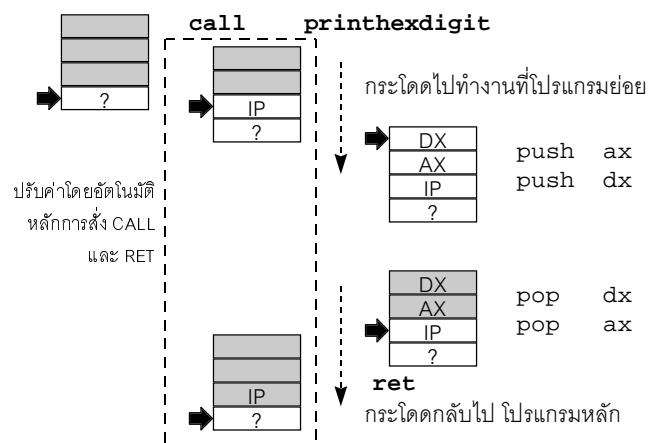 call printhexdigit
?
IP
?
กระโดดไปทำงานที่โปรแกรมย่อย
DX
AX
IP
?
push ax
push dx
ปรับค่าโดยอัตโนมัติ
หลักการสั่ง CALL
และ RET
DX
AX
IP
?
pop dx
pop ax
IP
?
ret
กระโดดกลับไป โปรแกรมหลัก